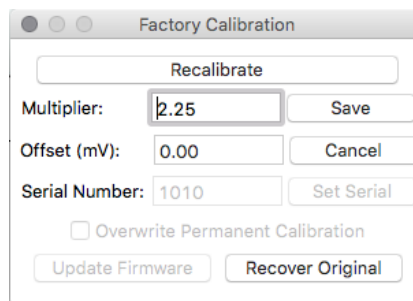 Factory Calibration
Recalibrate
Multiplier: 2.25 Save
Offset (mV): 0.00 Cancel
Serial Number: 1010 Set Serial
Overwrite Permanent Calibration
Update Firmware Recover Original